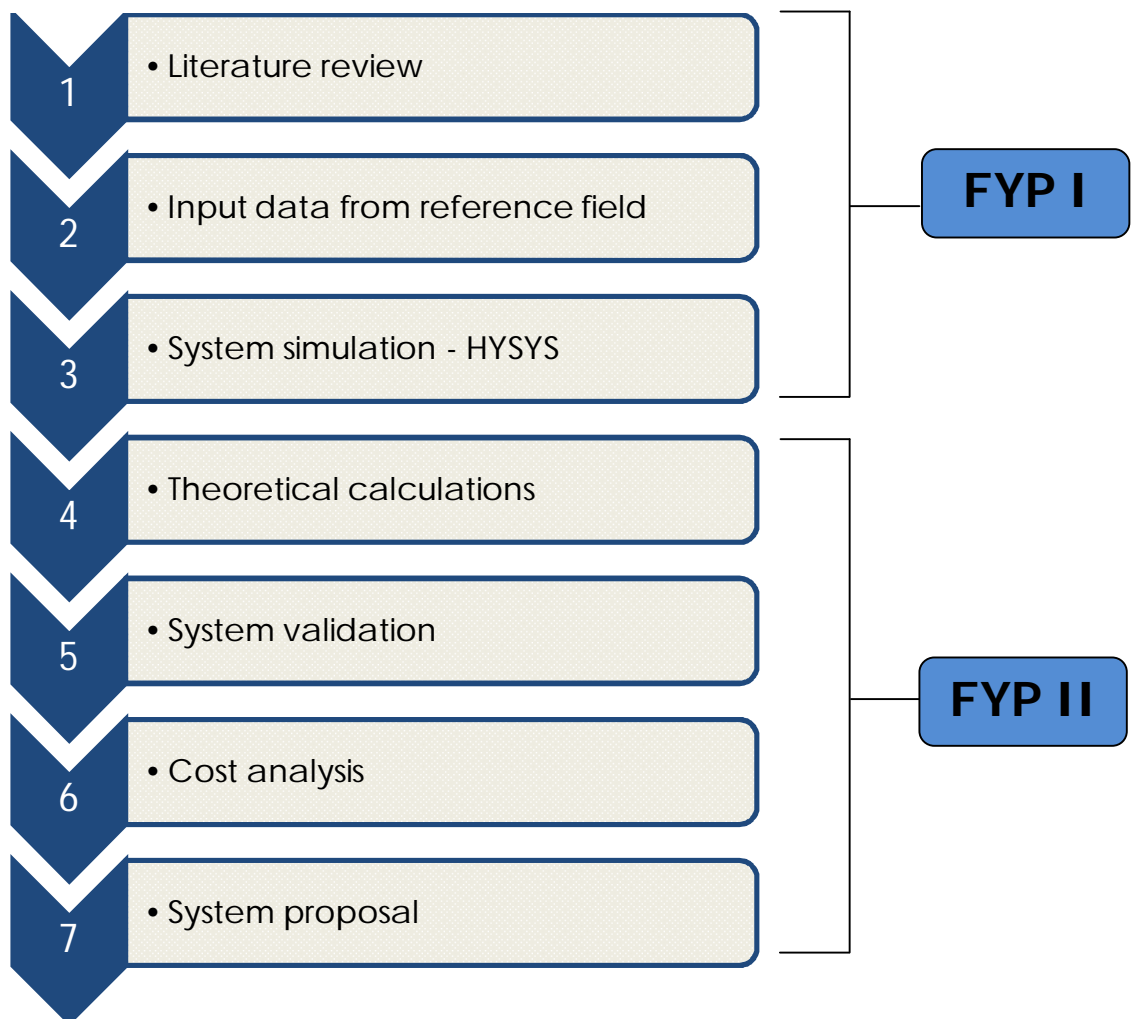 1
• Literature review
2
• Input data from reference field
3
• System simulation - HYSYS
FYP I
4
• Theoretical calculations
5
• System validation
6
• Cost analysis
7
• System proposal
FYP II